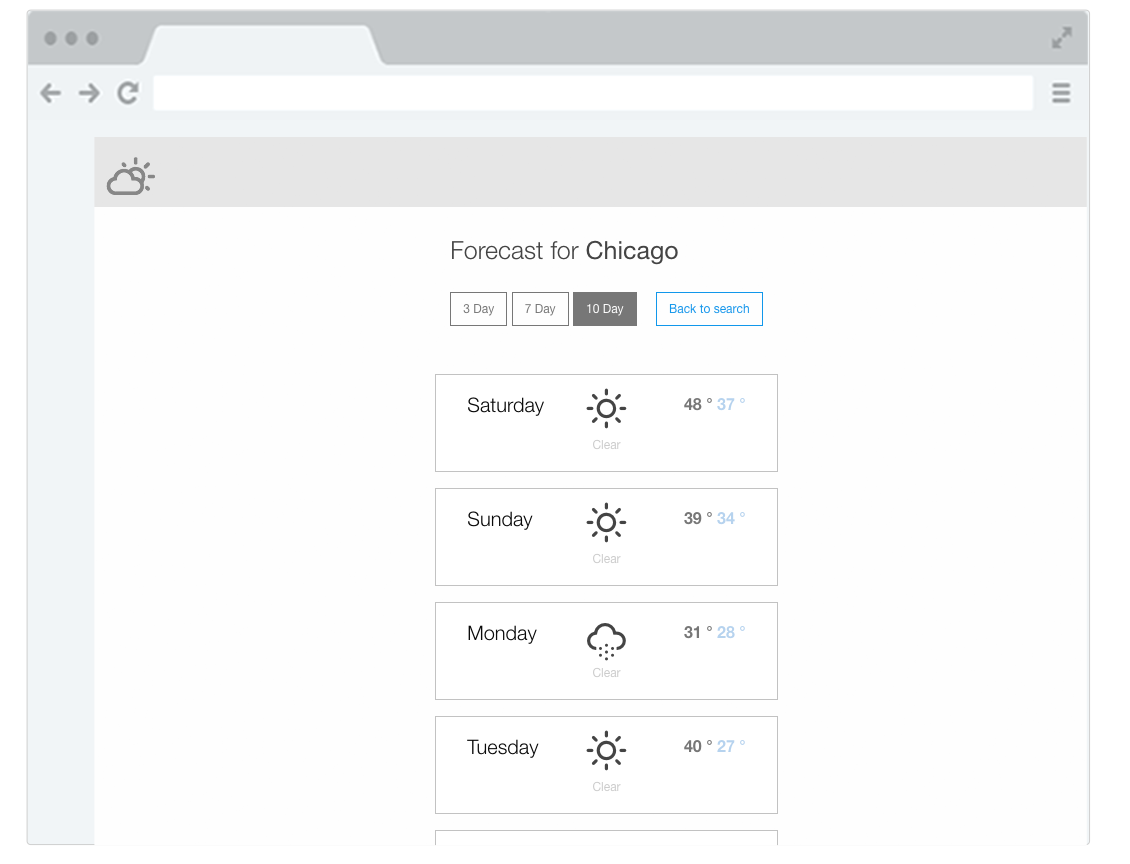 Forecast for Chicago
3 Day 7 Day 10 Day Back to search
Saturday 48 ° 37 °
Clear
Sunday 39 ° 34 °
Clear
Monday 31 ° 28 °
Clear
Tuesday 40 ° 27 °
Clear